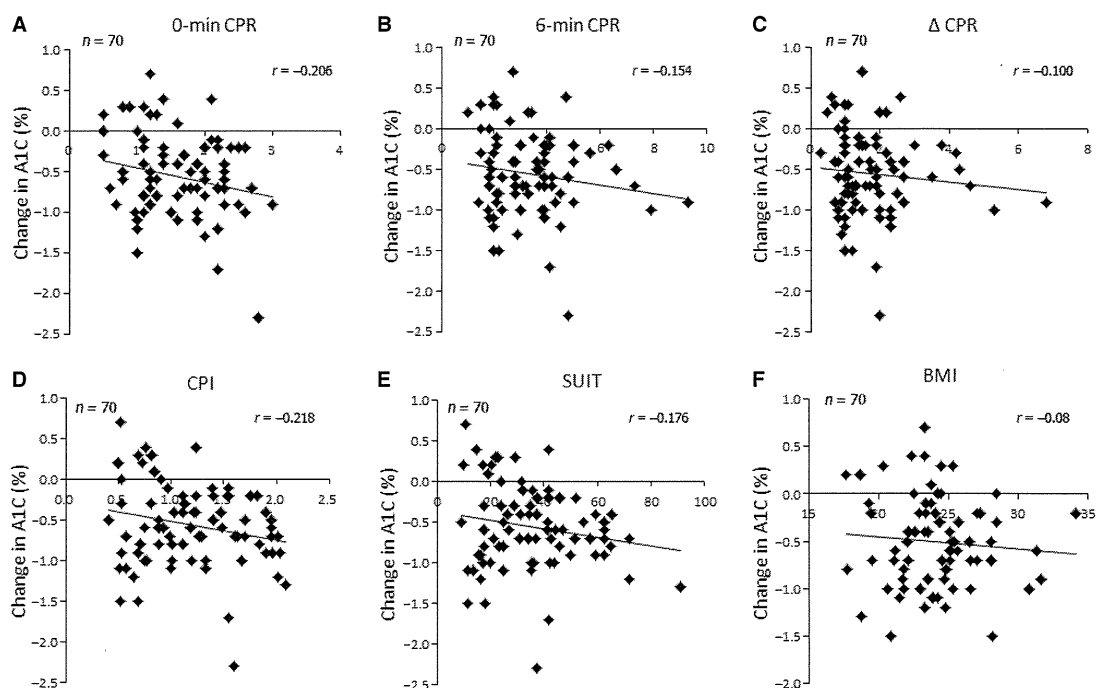 A 0-min CPR
n = 70
r = −0.206
Change in A1C (%)
1.0
0.5
0.0
−0.5
−1.0
−1.5
−2.0
−2.5
0 1 2 3 4
B 6-min CPR
n = 70
r = −0.154
Change in A1C (%)
1.0
0.5
0.0
−0.5
−1.0
−1.5
−2.0
−2.5
0 2 4 6 8 10
C Δ CPR
n = 70
r = −0.100
Change in A1C (%)
1.0
0.5
0.0
−0.5
−1.0
−1.5
−2.0
−2.5
0 2 4 6 8
D CPI
n = 70
r = −0.218
Change in A1C (%)
1.0
0.5
0.0
−0.5
−1.0
−1.5
−2.0
−2.5
0.0 0.5 1.0 1.5 2.0 2.5
E SUIT
n = 70
r = −0.176
Change in A1C (%)
1.0
0.5
0.0
−0.5
−1.0
−1.5
−2.0
−2.5
0 20 40 60 80 100
F BMI
n = 70
r = −0.08
Change in A1C (%)
1.0
0.5
0.0
−0.5
−1.0
−1.5
−2.0
15 20 25 30 35